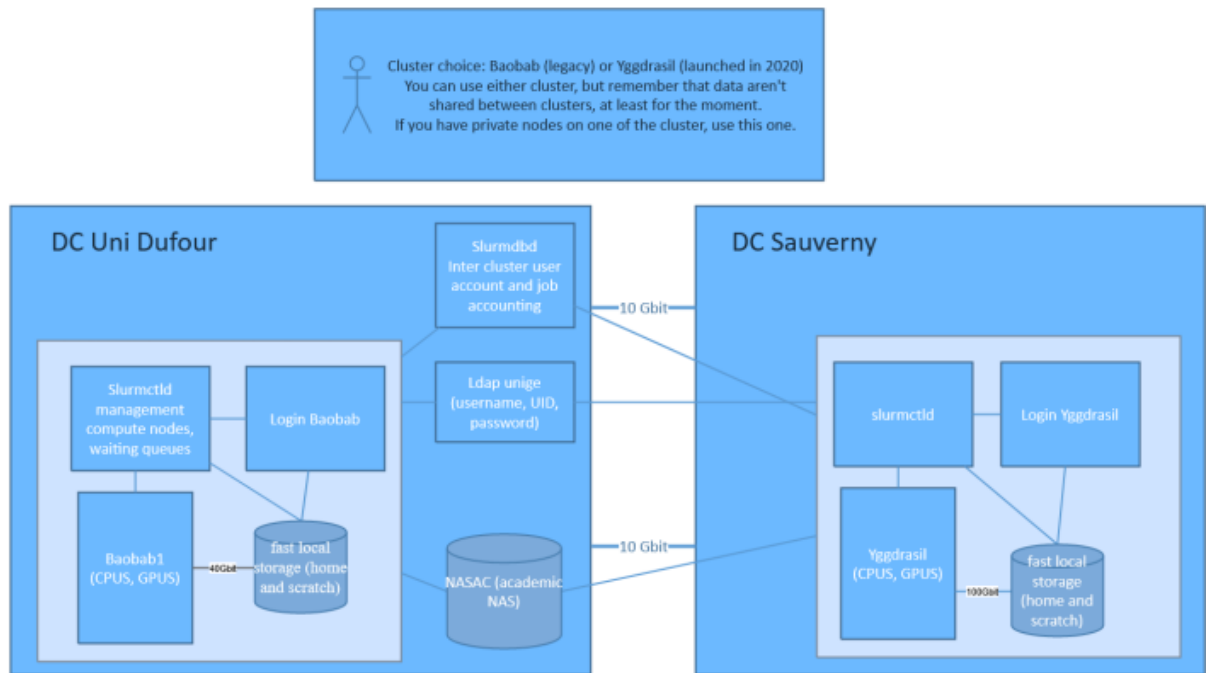 Cluster choice: Baobab (legacy) or Yggdrasil (launched in 2020)
You can use either cluster, but remember that data aren't
shared between clusters, at least for the moment.
If you have private nodes on one of the cluster, use this one.
DC Uni Dufour
Slurmdbd
Inter cluster user
account and job
accounting
Ldap unige
(username, UID,
password)
Slurmctld
management
compute nodes,
waiting queues
Login Baobab
Baobab1
(CPUS, GPUS)
40Gbit
fast local
storage (home
and scratch)
NASAC (academic
NAS)
10 Gbit
10 Gbit
DC Sauverny
slurmctld
Login Yggdrasil
Yggdrasil
(CPUS, GPUS)
100Gbit
fast local
storage
(home and
scratch)